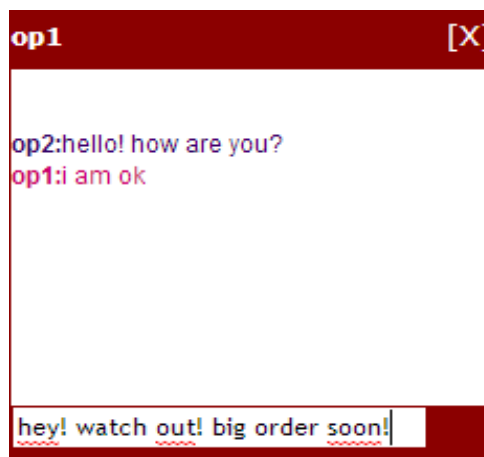 op1 [X]
op2:hello! how are you?
op1:i am ok
hey! watch out! big order soon!